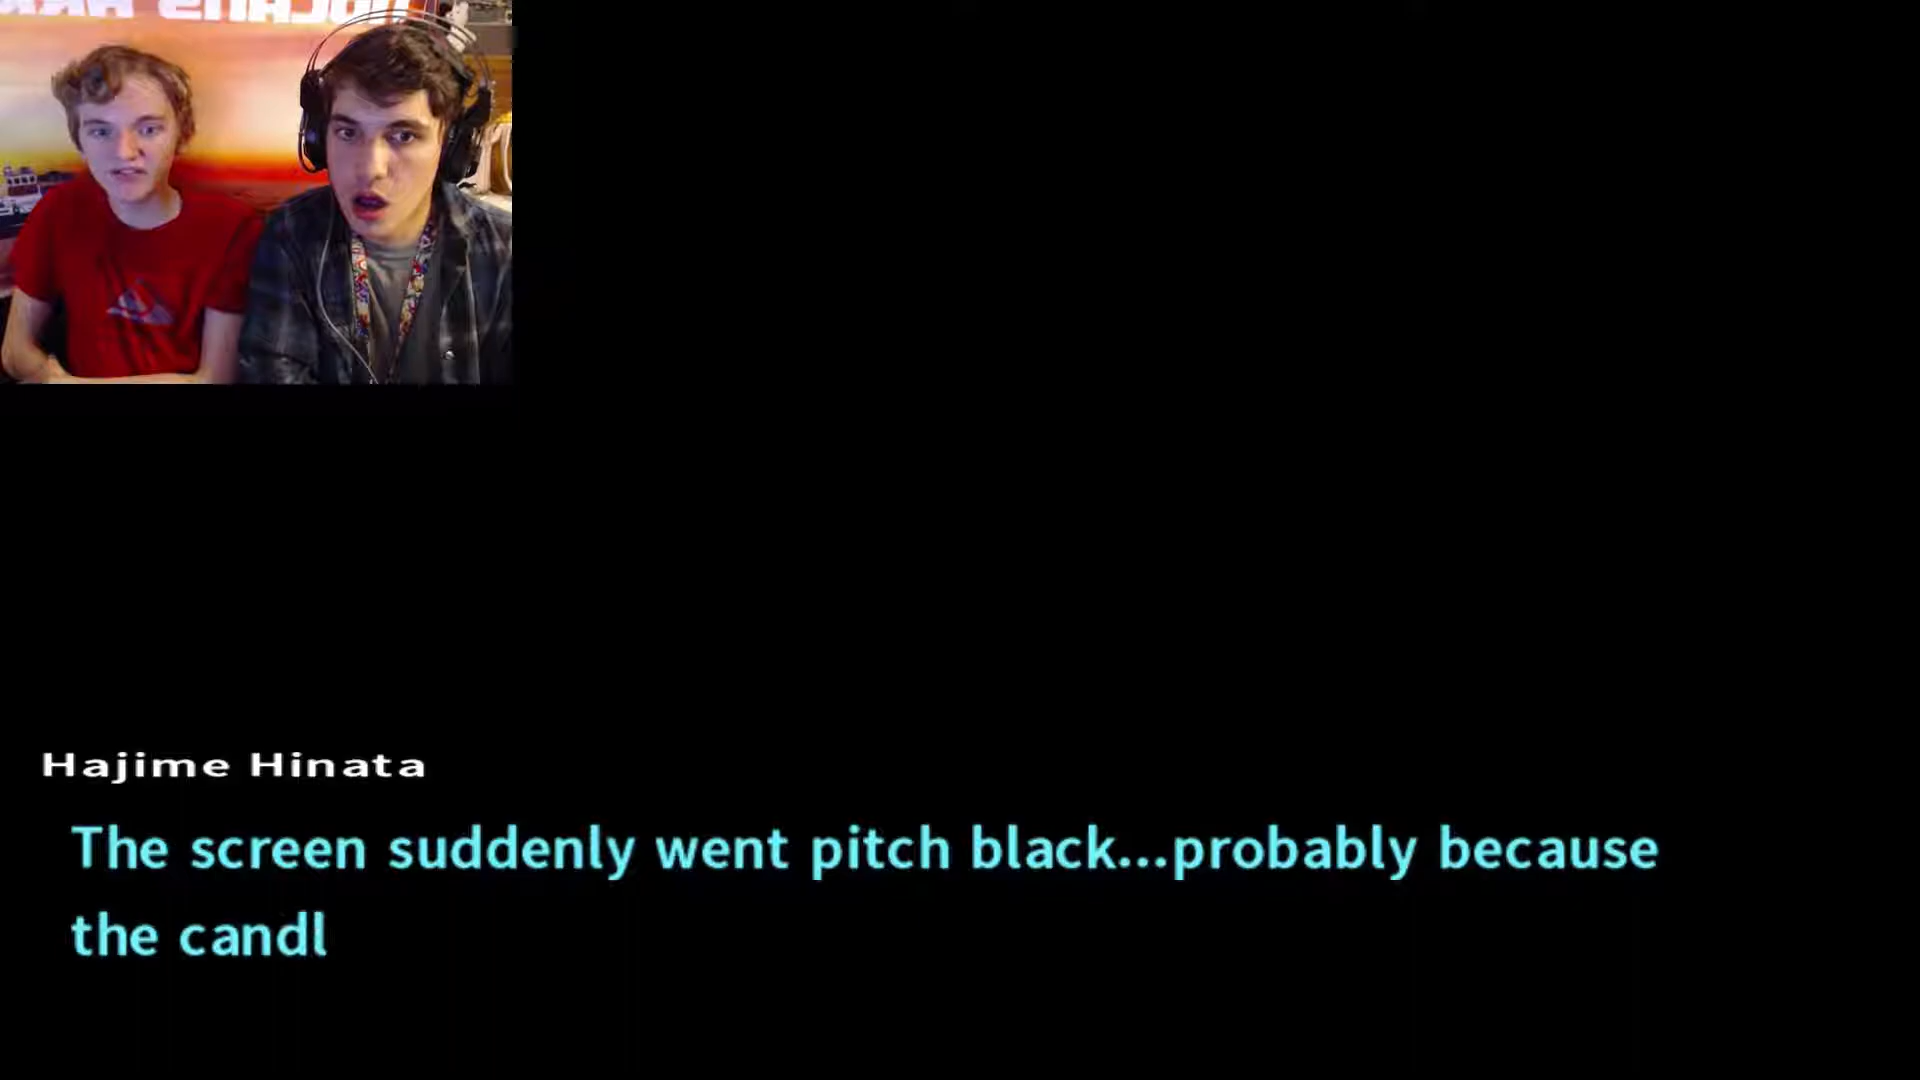 Hajime Hinata
The screen suddenly went pitch black...probably because
the candl